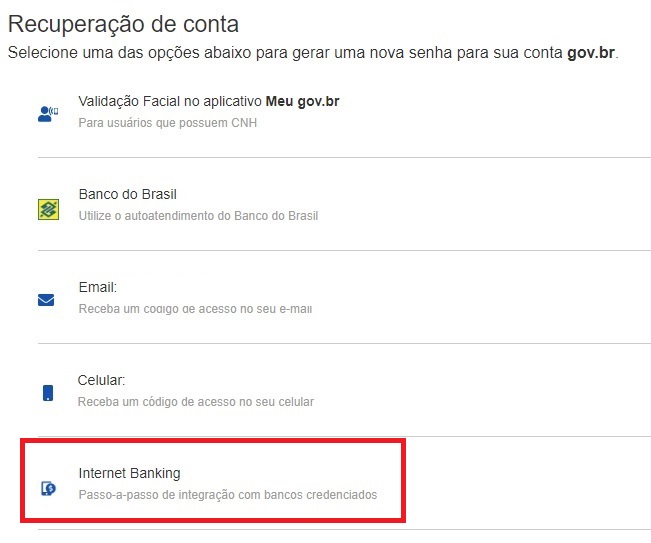 Recuperação de conta
Selecione uma das opções abaixo para gerar uma nova senha para sua conta gov.br.
Validação Facial no aplicativo Meu gov.br
Para usuários que possuem CNH
Banco do Brasil
Utilize o autoatendimento do Banco do Brasil
Email:
Receba um código de acesso no seu e-mail
Celular:
Receba um código de acesso no seu celular
Internet Banking
Passo-a-passo de integração com bancos credenciados